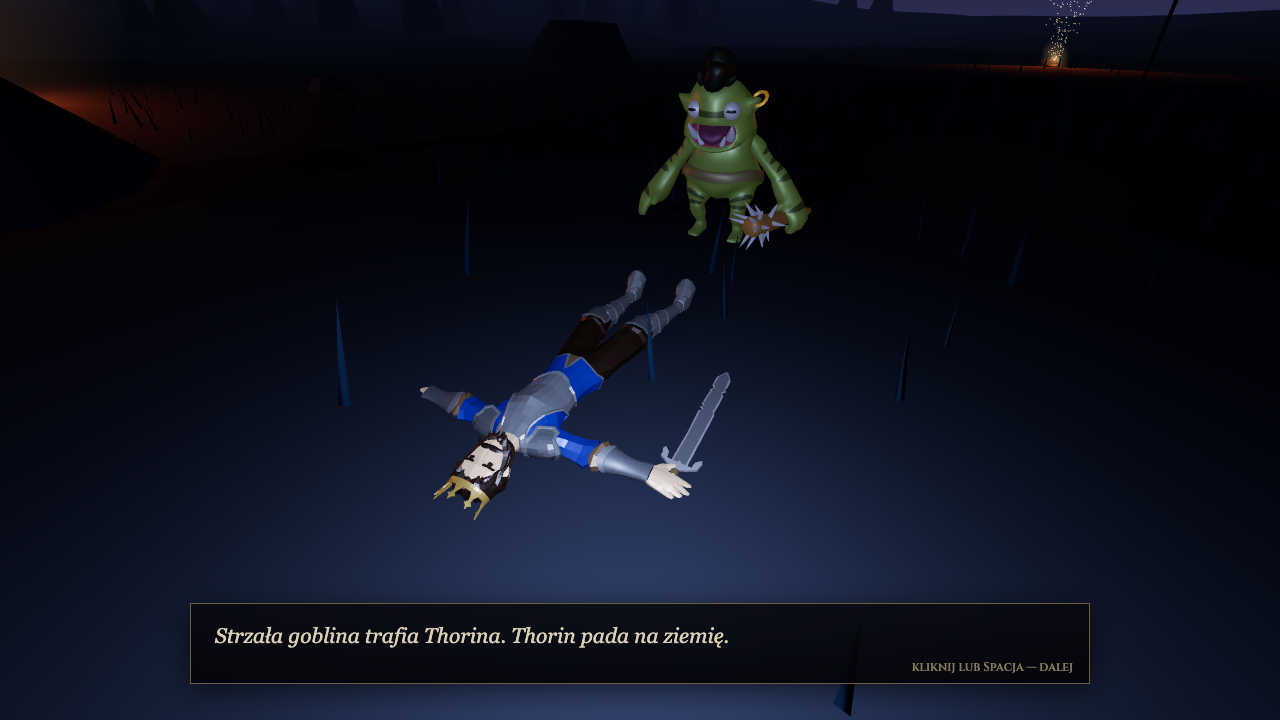 Strzała goblina trafia Thorina. Thorin pada na ziemię.
KLIKNIJ LUB SPACJA — DALEJ